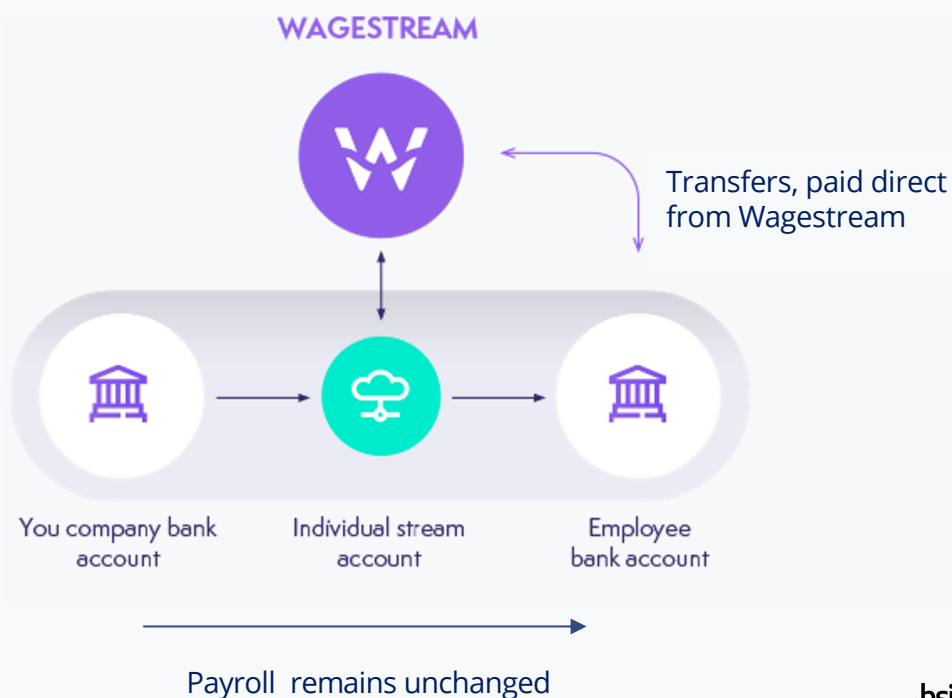 WAGESTREAM
Transfers, paid direct
from Wagestream
You company bank
account
Individual stream
account
Employee
bank account
Payroll remains unchanged